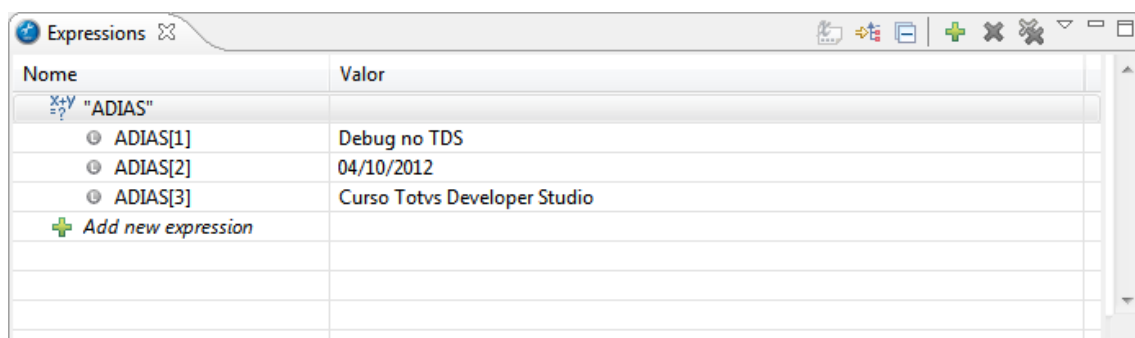 Expressions
Nome Valor
"ADIAS"
ADIAS[1] Debug no TDS
ADIAS[2] 04/10/2012
ADIAS[3] Curso Totvs Developer Studio
Add new expression